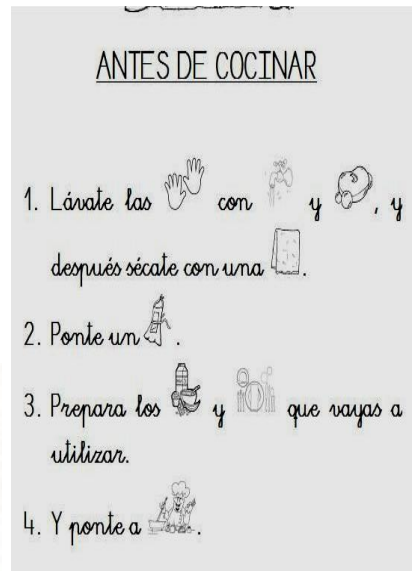 ANTES DE COCINAR
1. Lávate las con y , y
después sécate con una .
2. Ponte un .
3. Prepara los y que vayas a
utilizar.
4. Y ponte a .